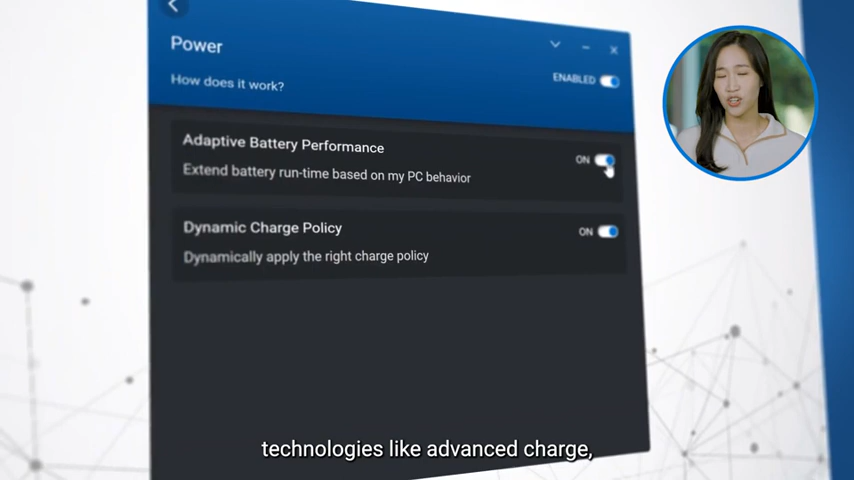 Power
How does it work?
ENABLED
Adaptive Battery Performance
ON
Extend battery run-time based on my PC behavior
Dynamic Charge Policy
ON
Dynamically apply the right charge policy
technologies like advanced charge,